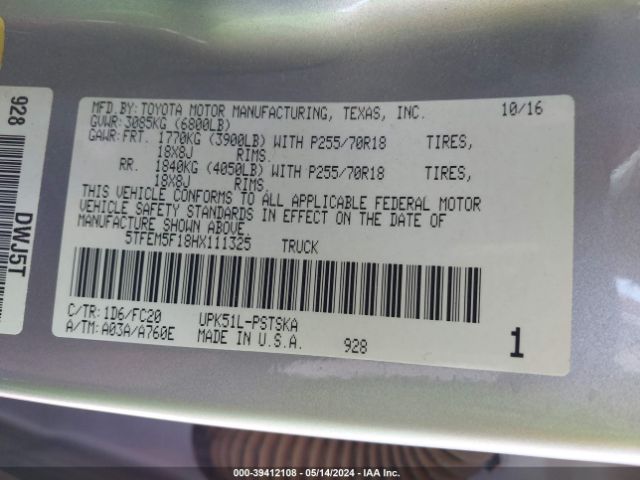 MFD.BY:TOYOTA MOTOR MANUFACTURING, TEXAS, INC. 10/16
GVWR:3085KG (6800LB)
GAWR:FRT. 1770KG (3900LB) WITH P255/70R18 TIRES,
18X8J RIMS.
RR. 1840KG (4050LB) WITH P255/70R18 TIRES,
18X8J RIMS
THIS VEHICLE CONFORMS TO ALL APPLICABLE FEDERAL MOTOR
VEHICLE SAFETY STANDARDS IN EFFECT ON THE DATE OF
MANUFACTURE SHOWN ABOVE.
5TFEM5F18HX111325 TRUCK
C/TR:1D6/FC20 UPK51L-PSTSKA
A/TM:A03A/A760E MADE IN U.S.A. 928 1
928
DWJ5T
000-39412108 - 05/14/2024 - IAA Inc.